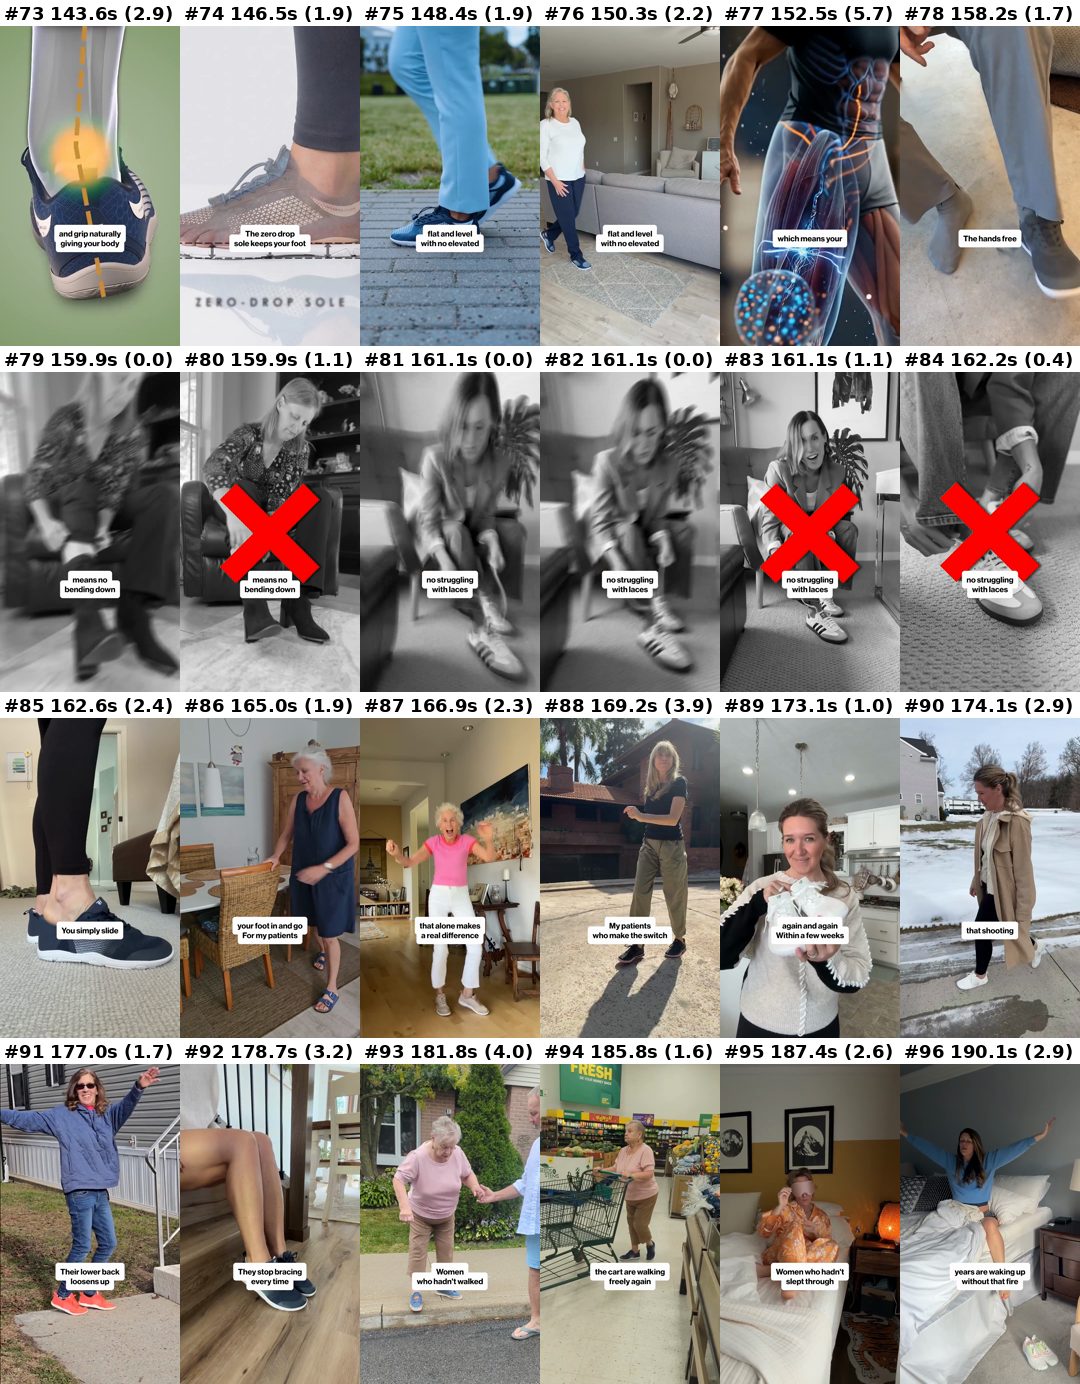 #73 143.6s (2.9)
#74 146.5s (1.9)
#75 148.4s (1.9)
#76 150.3s (2.2)
#77 152.5s (5.7)
#78 158.2s (1.7)
and grip naturally
giving your body
The zero drop
sole keeps your foot
ZERO-DROP SOLE
flat and level
with no elevated
flat and level
with no elevated
which means your
The hands free
#79 159.9s (0.0)
#80 159.9s (1.1)
#81 161.1s (0.0)
#82 161.1s (0.0)
#83 161.1s (1.1)
#84 162.2s (0.4)
means no
bending down
means no
bending down
no struggling
with laces
no struggling
with laces
no struggling
with laces
no struggling
with laces
#85 162.6s (2.4)
#86 165.0s (1.9)
#87 166.9s (2.3)
#88 169.2s (3.9)
#89 173.1s (1.0)
#90 174.1s (2.9)
You simply slide
your foot in and go
For my patients
that alone makes
a real difference
My patients
who make the switch
again and again
Within a few weeks
that shooting
#91 177.0s (1.7)
#92 178.7s (3.2)
#93 181.8s (4.0)
#94 185.8s (1.6)
#95 187.4s (2.6)
#96 190.1s (2.9)
FRESH
Their lower back
loosens up
They stop bracing
every time
Women
who hadn't walked
the cart are walking
freely again
Women who hadn't
slept through
years are waking up
without that fire